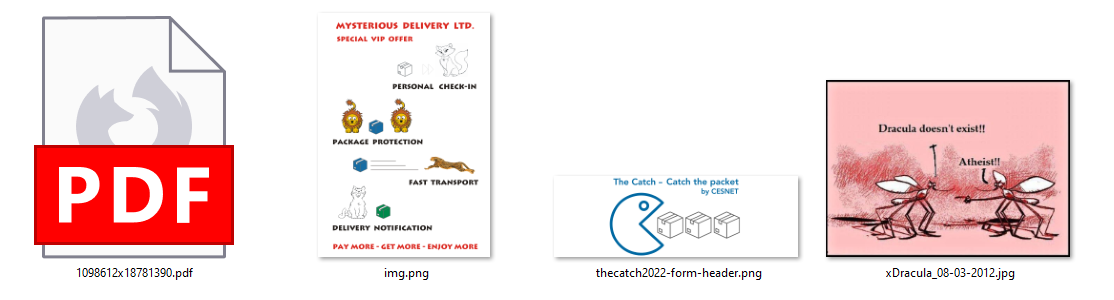 PDF
1098612x18781390.pdf
MYSTERIOUS DELIVERY LTD.
SPECIAL VIP OFFER
PERSONAL CHECK-IN
PACKAGE PROTECTION
FAST TRANSPORT
DELIVERY NOTIFICATION
PAY MORE - GET MORE - ENJOY MORE
img.png
The Catch - Catch the packet
by CESNET
thecatch2022-form-header.png
Dracula doesn't exist!!
Atheist!!
xDracula_08-03-2012.jpg